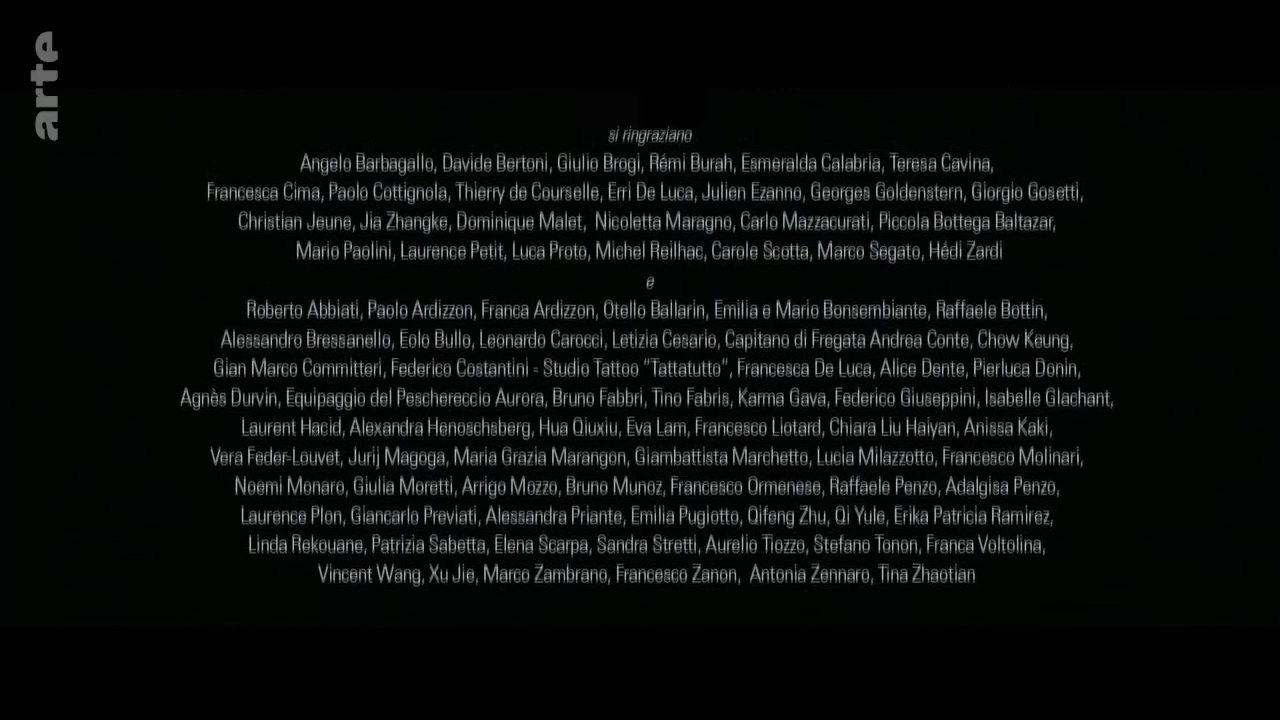 arte
si ringraziano
Angelo Barbagallo, Davide Bertoni, Giulio Brogi, Rémi Burah, Esmeralda Calabria, Teresa Cavina,
Francesca Cima, Paolo Cottignola, Thierry de Courselle, Erri De Luca, Julien Ezanno, Georges Goldenstern, Giorgio Gosetti,
Christian Jeune, Jia Zhangke, Dominique Malet, Nicoletta Maragno, Carlo Mazzacurati, Piccola Bottega Baltazar,
Mario Paolini, Laurence Petit, Luca Proto, Michel Reilhac, Carole Scotta, Marco Segato, Hédi Zardi
e
Roberto Abbiati, Paolo Ardizzon, Franca Ardizzon, Otello Ballarin, Emilia e Mario Bonsembiante, Raffaele Bottin,
Alessandro Bressanello, Eolo Bullo, Leonardo Carocci, Letizia Cesario, Capitano di Fregata Andrea Conte, Chow Keung,
Gian Marco Committeri, Federico Costantini - Studio Tattoo "Tattatutto", Francesca De Luca, Alice Dente, Pierluca Donin,
Agnès Durvin, Equipaggio del Peschereccio Aurora, Bruno Fabbri, Tino Fabris, Karma Gava, Federico Giuseppini, Isabelle Glachant,
Laurent Hacid, Alexandra Henoschsberg, Hua Qiuxiu, Eva Lam, Francesco Liotard, Chiara Liu Haiyan, Anissa Kaki,
Vera Feder-Louvet, Jurij Magoga, Maria Grazia Marangon, Giambattista Marchetto, Lucia Milazzotto, Francesco Molinari,
Noemi Monaro, Giulia Moretti, Arrigo Mozzo, Bruno Munoz, Francesco Ormenese, Raffaele Penzo, Adalgisa Penzo,
Laurence Plon, Giancarlo Previati, Alessandra Priante, Emilia Pugiotto, Qifeng Zhu, Qi Yule, Erika Patricia Ramirez,
Linda Rekouane, Patrizia Sabetta, Elena Scarpa, Sandra Stretti, Aurelio Tiozzo, Stefano Tonon, Franca Voltolina,
Vincent Wang, Xu Jie, Marco Zambrano, Francesco Zanon, Antonia Zennaro, Tina Zhaotian